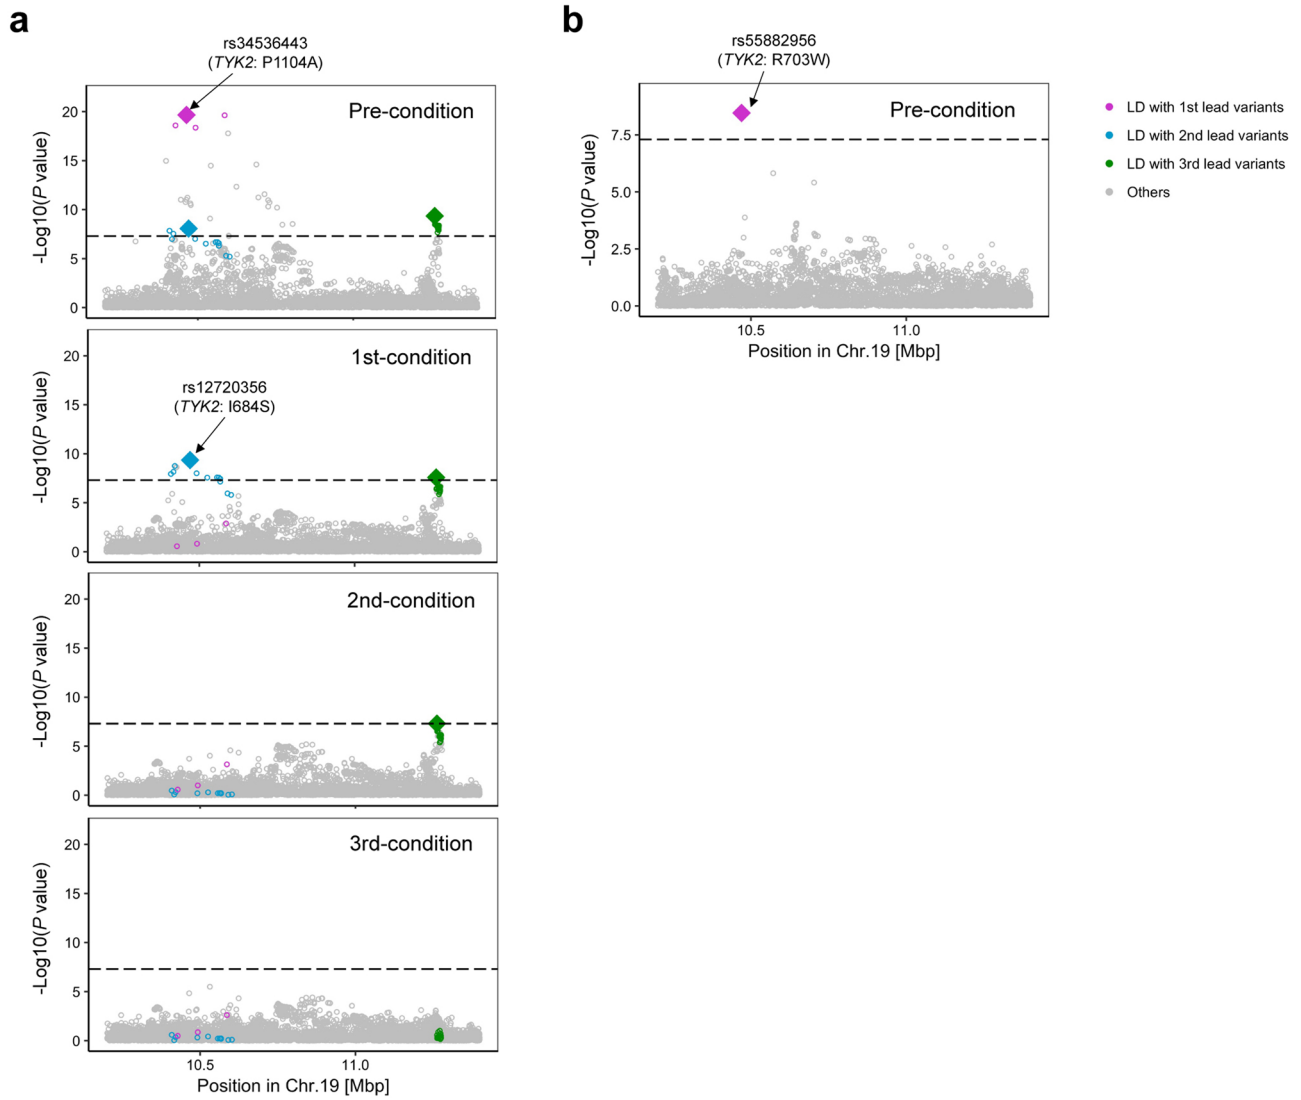 a
rs34536443
(TYK2: P1104A)
Pre-condition
-Log10(P value)
20
15
10
5
0
1st-condition
rs12720356
(TYK2: I684S)
-Log10(P value)
20
15
10
5
0
2nd-condition
-Log10(P value)
20
15
10
5
0
3rd-condition
-Log10(P value)
20
15
10
5
0
10.5
11.0
Position in Chr.19 [Mbp]
b
rs55882956
(TYK2: R703W)
Pre-condition
-Log10(P value)
7.5
5.0
2.5
0.0
10.5
11.0
Position in Chr.19 [Mbp]
LD with 1st lead variants
LD with 2nd lead variants
LD with 3rd lead variants
Others